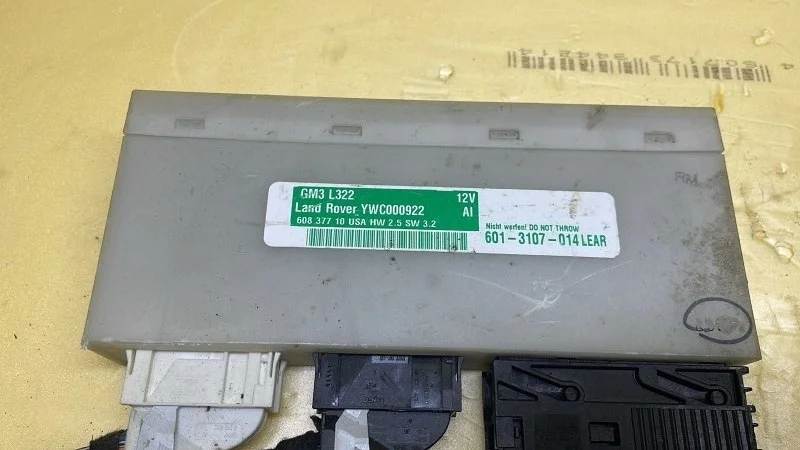 GM3 L322 12V
Land Rover YWC000922 AI
608 377 10 USA HW 2.5 SW 3.2
Nicht werfen! DO NOT THROW
601-3107-014 LEAR